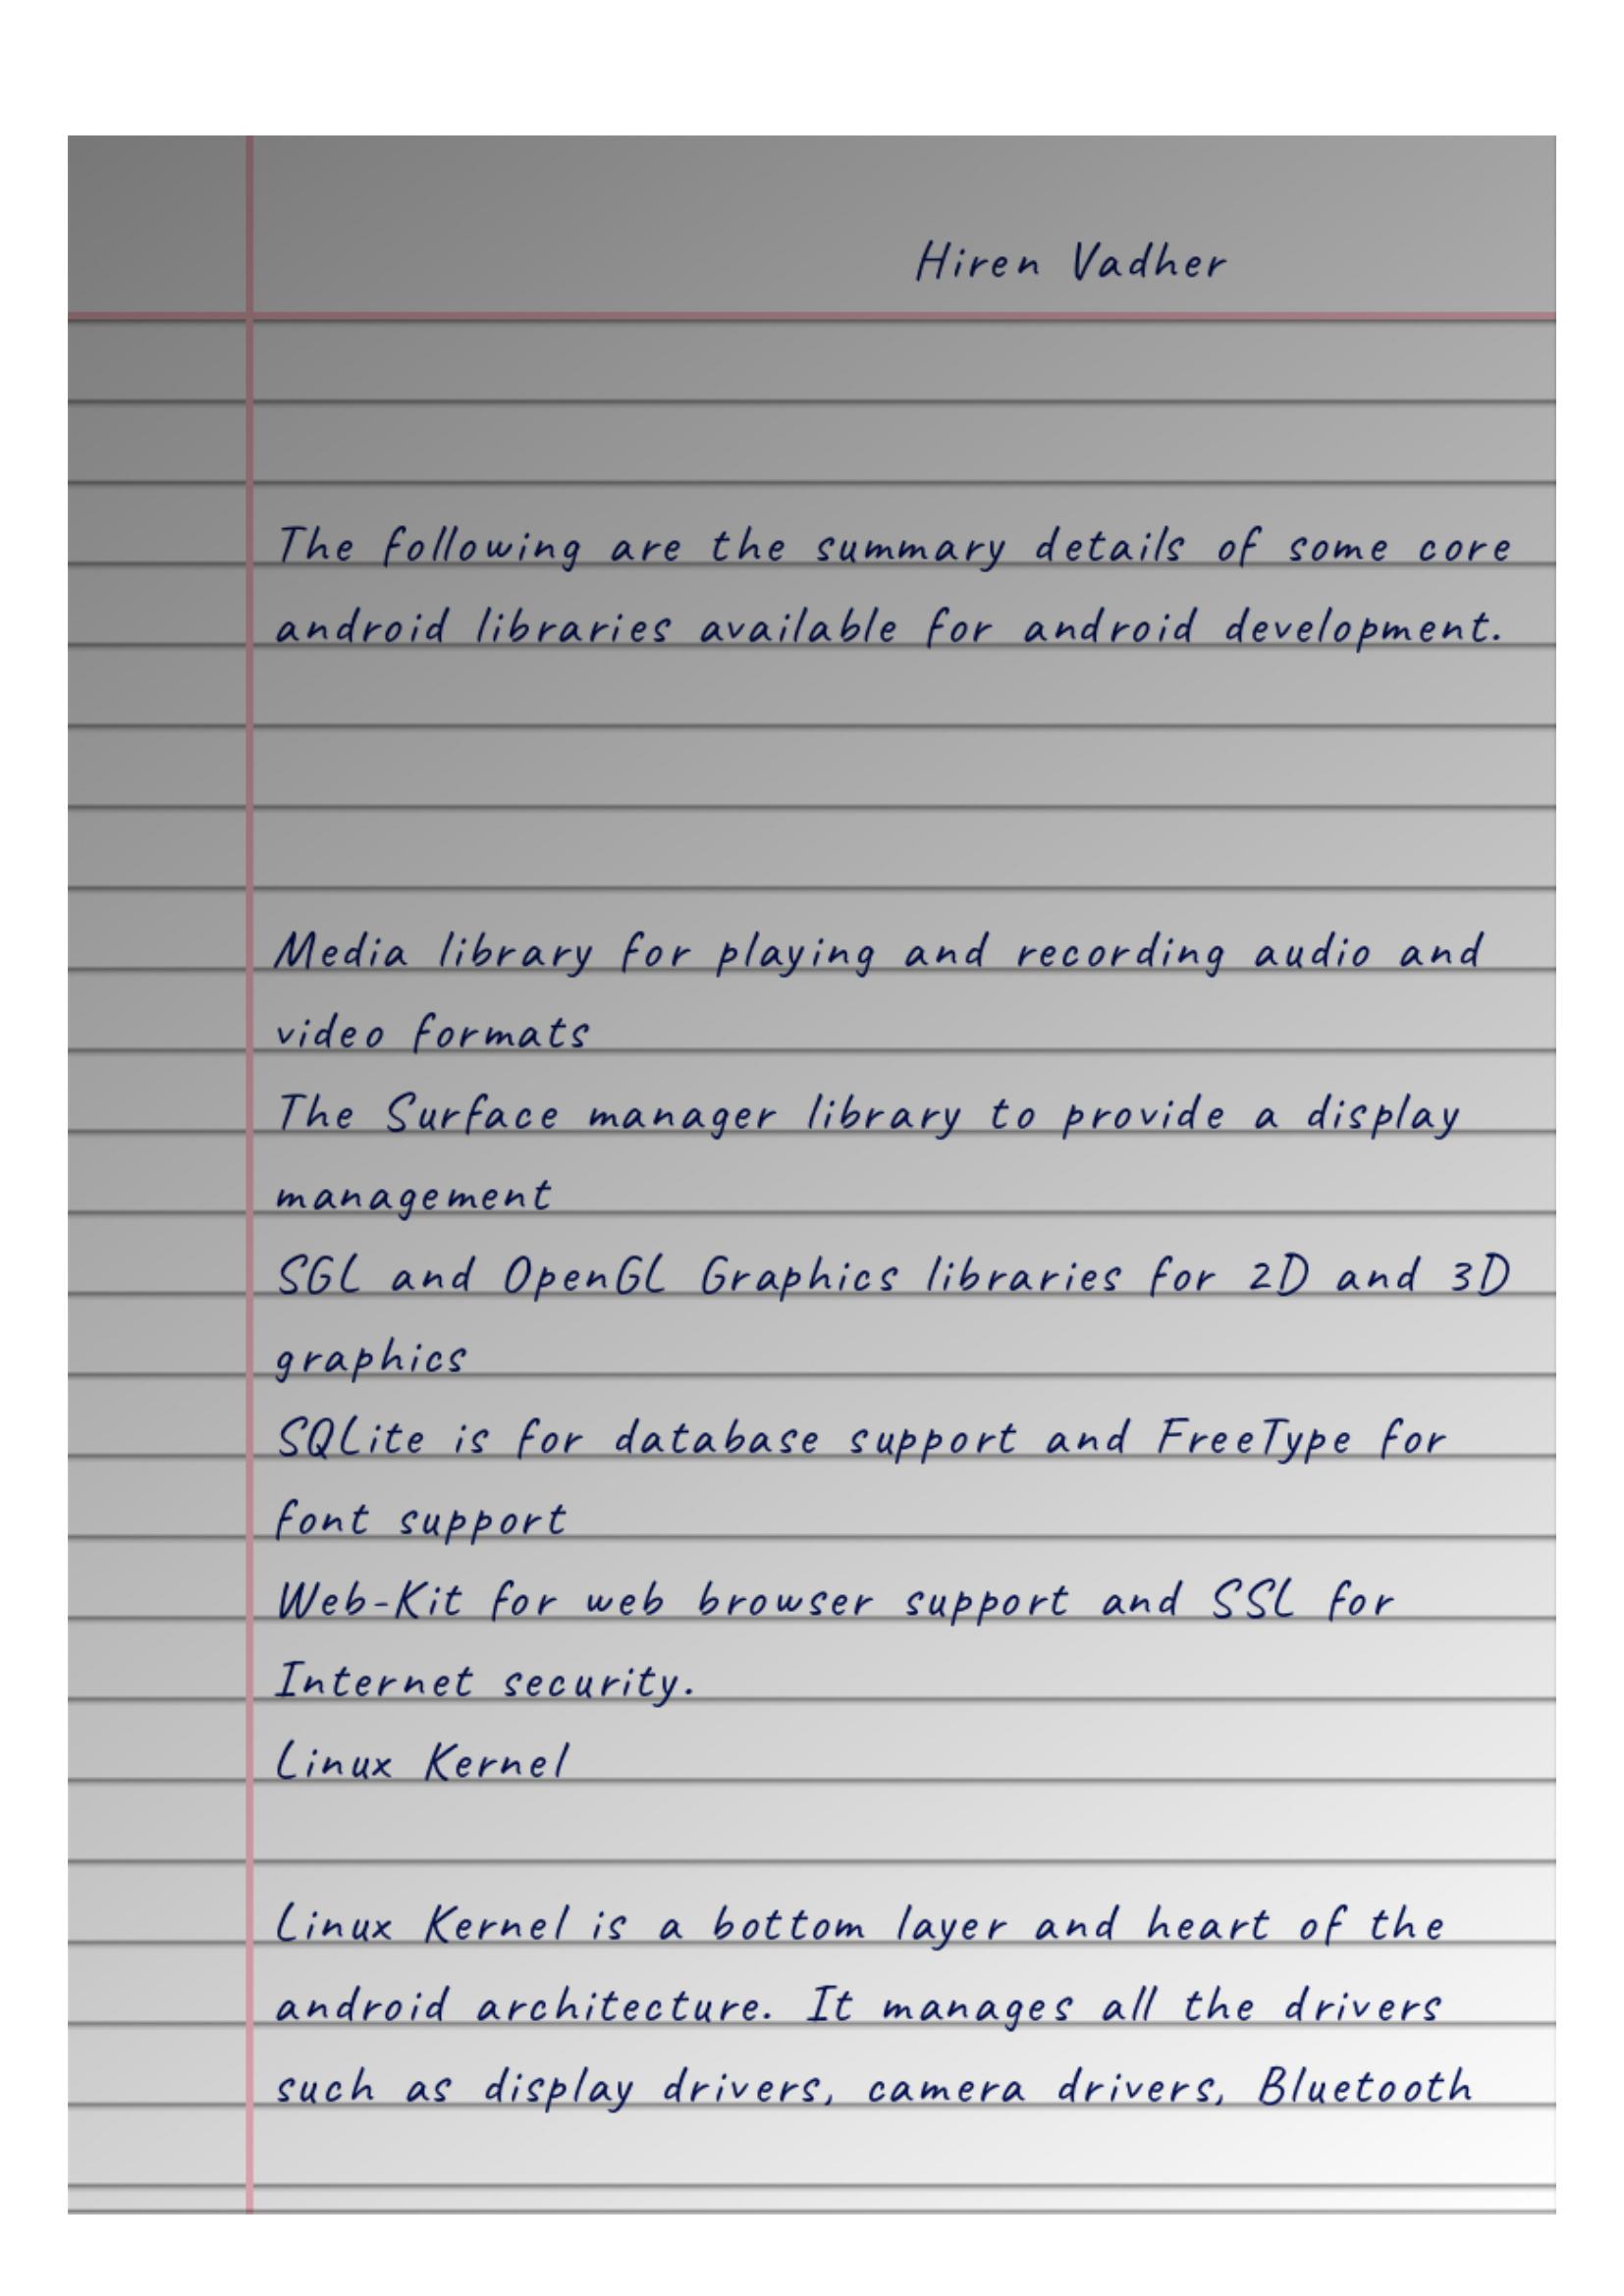 Hiren Vadher
The following are the summary details of some core
android libraries available for android development.
Media library for playing and recording audio and
video formats
The Surface manager library to provide a display
management
SGL and OpenGL Graphics libraries for 2D and 3D
graphics
SQLite is for database support and FreeType for
font support
Web-Kit for web browser support and SSL for
Internet security.
Linux Kernel
Linux Kernel is a bottom layer and heart of the
android architecture. It manages all the drivers
such as display drivers, camera drivers, Bluetooth